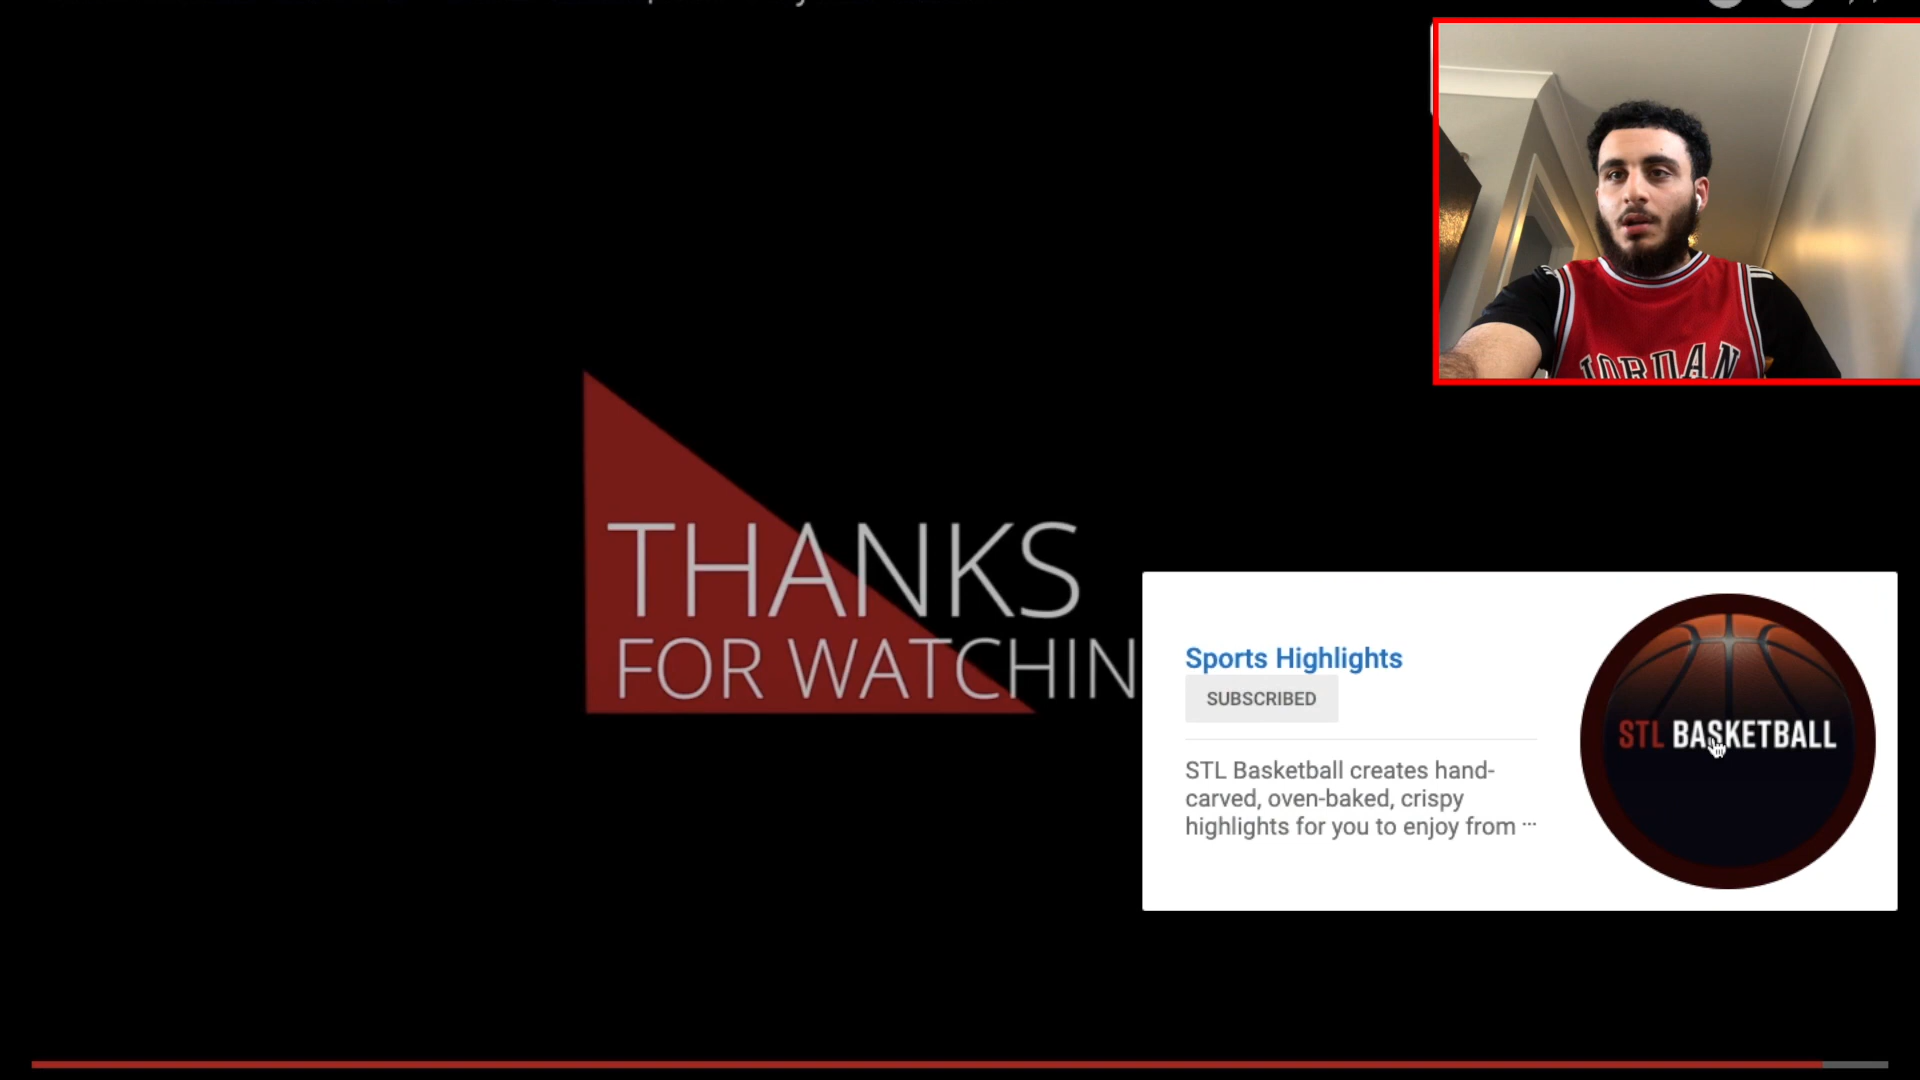 JORDAN
THANKS
FOR WATCHIN
Sports Highlights
SUBSCRIBED
STL Basketball creates hand-
carved, oven-baked, crispy
highlights for you to enjoy from ...
STL BASKETBALL